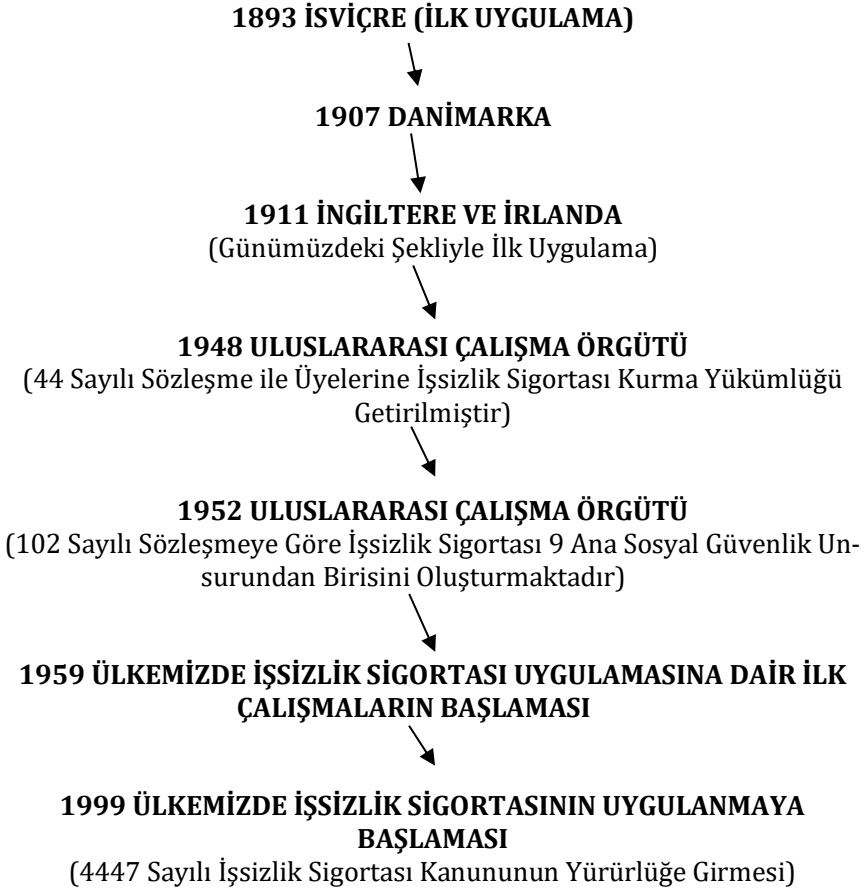 1893 İSVİÇRE (İLK UYGULAMA)
1907 DANİMARKA
1911 İNGİLTERE VE İRLANDA
(Günümüzdeki Şekliyle İlk Uygulama)
1948 ULUSLARARASI ÇALIŞMA ÖRGÜTÜ
(44 Sayılı Sözleşme ile Üyelerine İşsizlik Sigortası Kurma Yükümlüğü
Getirilmiştir)
1952 ULUSLARARASI ÇALIŞMA ÖRGÜTÜ
(102 Sayılı Sözleşmeye Göre İşsizlik Sigortası 9 Ana Sosyal Güvenlik Un-
surundan Birisini Oluşturmaktadır)
1959 ÜLKEMİZDE İŞSİZLİK SİGORTASI UYGULAMASINA DAİR İLK
ÇALIŞMALARIN BAŞLAMASI
1999 ÜLKEMİZDE İŞSİZLİK SİGORTASININ UYGULANMAYA
BAŞLAMASI
(4447 Sayılı İşsizlik Sigortası Kanununun Yürürlüğe Girmesi)